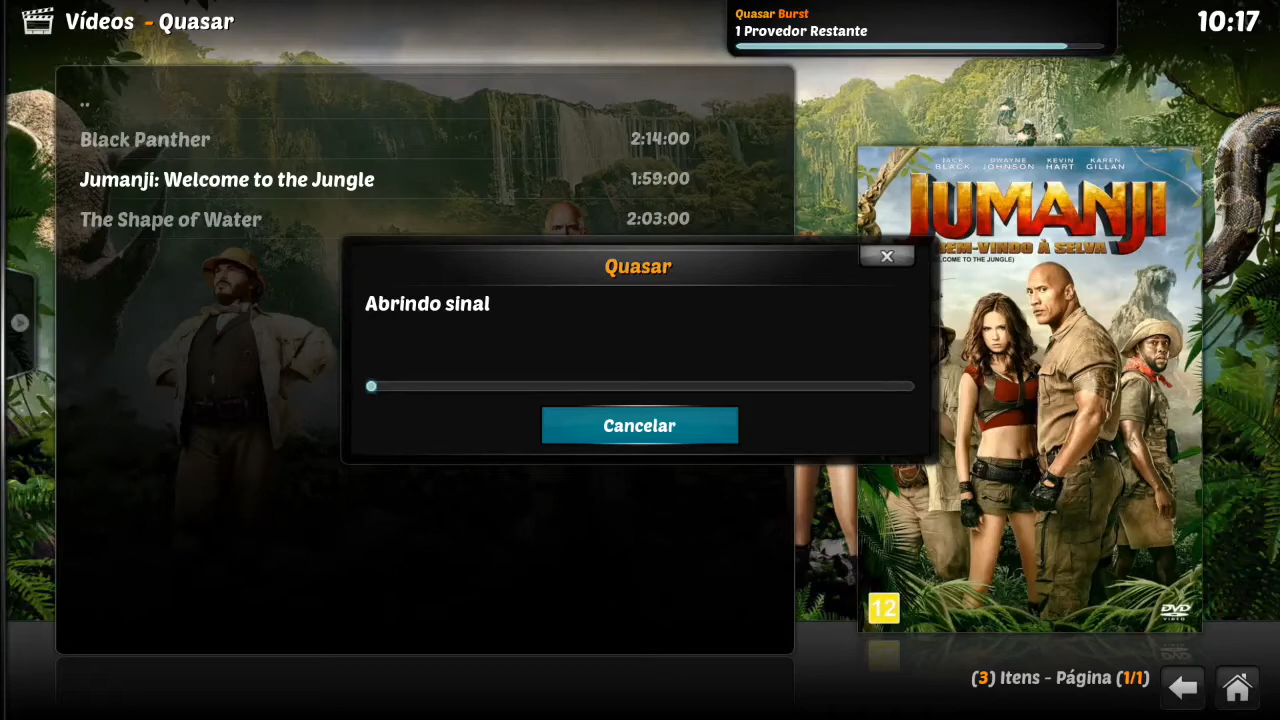 Vídeos - Quasar
Quasar Burst
1 Provedor Restante
10:17
..
Black Panther 2:14:00
Jumanji: Welcome to the Jungle 1:59:00
The Shape of Water 2:03:00
Quasar
Abrindo sinal
Cancelar
JACK BLACK DWAYNE JOHNSON KEVIN HART KAREN GILLAN
JUMANJI
BEM-VINDO À SELVA
COME TO THE JUNGLE)
12
DVD
VIDEO
(3) Itens - Página (1/1)